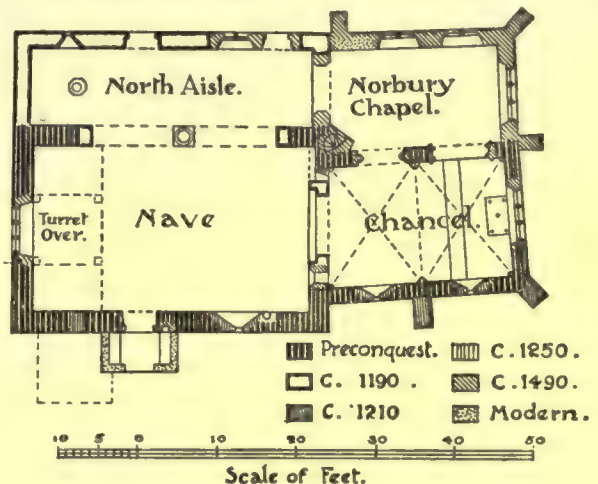 North Aisle.
Norbury
Chapel.
Turret
Over.
Nave
Chancel.
Preconquest.
C. 1250.
C. 1190.
C. 1490.
C. 1210
Modern.
10 5 0 10 20 30 40 50
Scale of Feet.